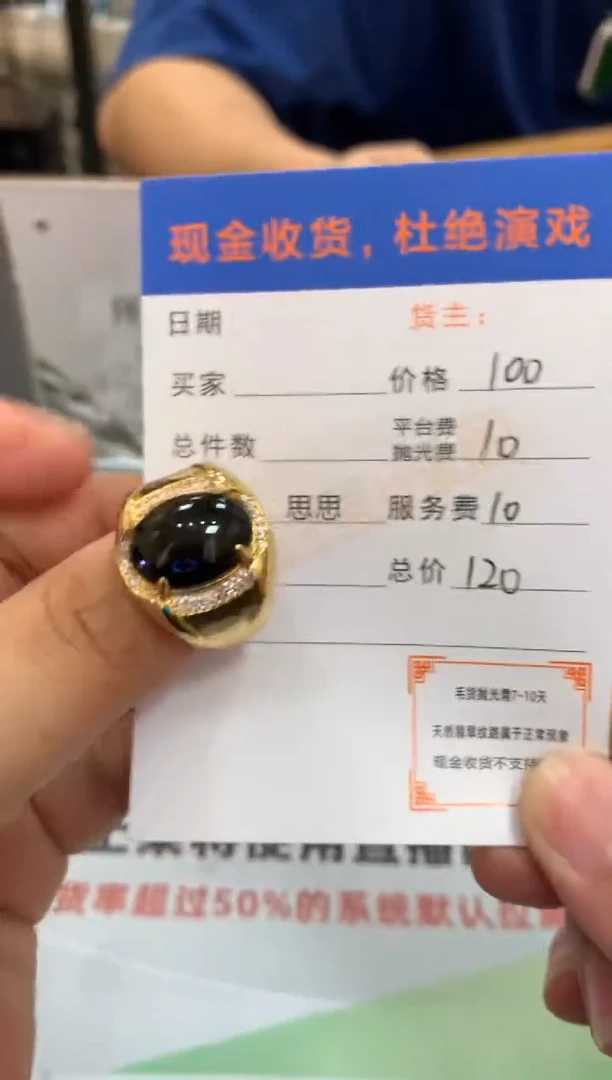 现金收货，杜绝演戏
日期
货主：
买家
价格 100
总件数
平台费
抛光费 10
思思
服务费 10
总价 120
毛货抛光需7-10天
天然翡翠纹路属于正常现象
现金收货不支持
货率超过50%的系统默认拉